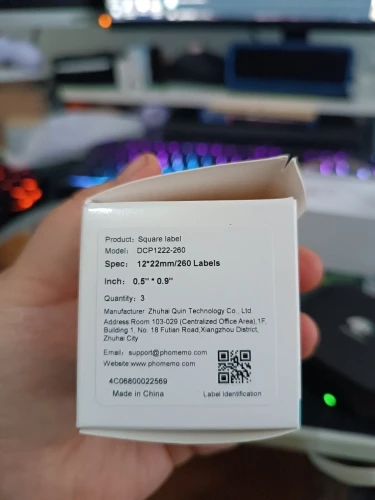 Product: Square label
Model: DCP1222-260
Spec: 12*22mm/260 Labels
Inch: 0.5" * 0.9"
Quantity: 3
Manufacturer: Zhuhai Quin Technology Co., Ltd.
Address:Room 103-029 (Centralized Office Area),1F,
Building 1, No. 18 Futian Road,Xiangzhou District,
Zhuhai City
Email: support@phomemo.com
Website:www.phomemo.com
4C06800022569
Made in China
Label Identification